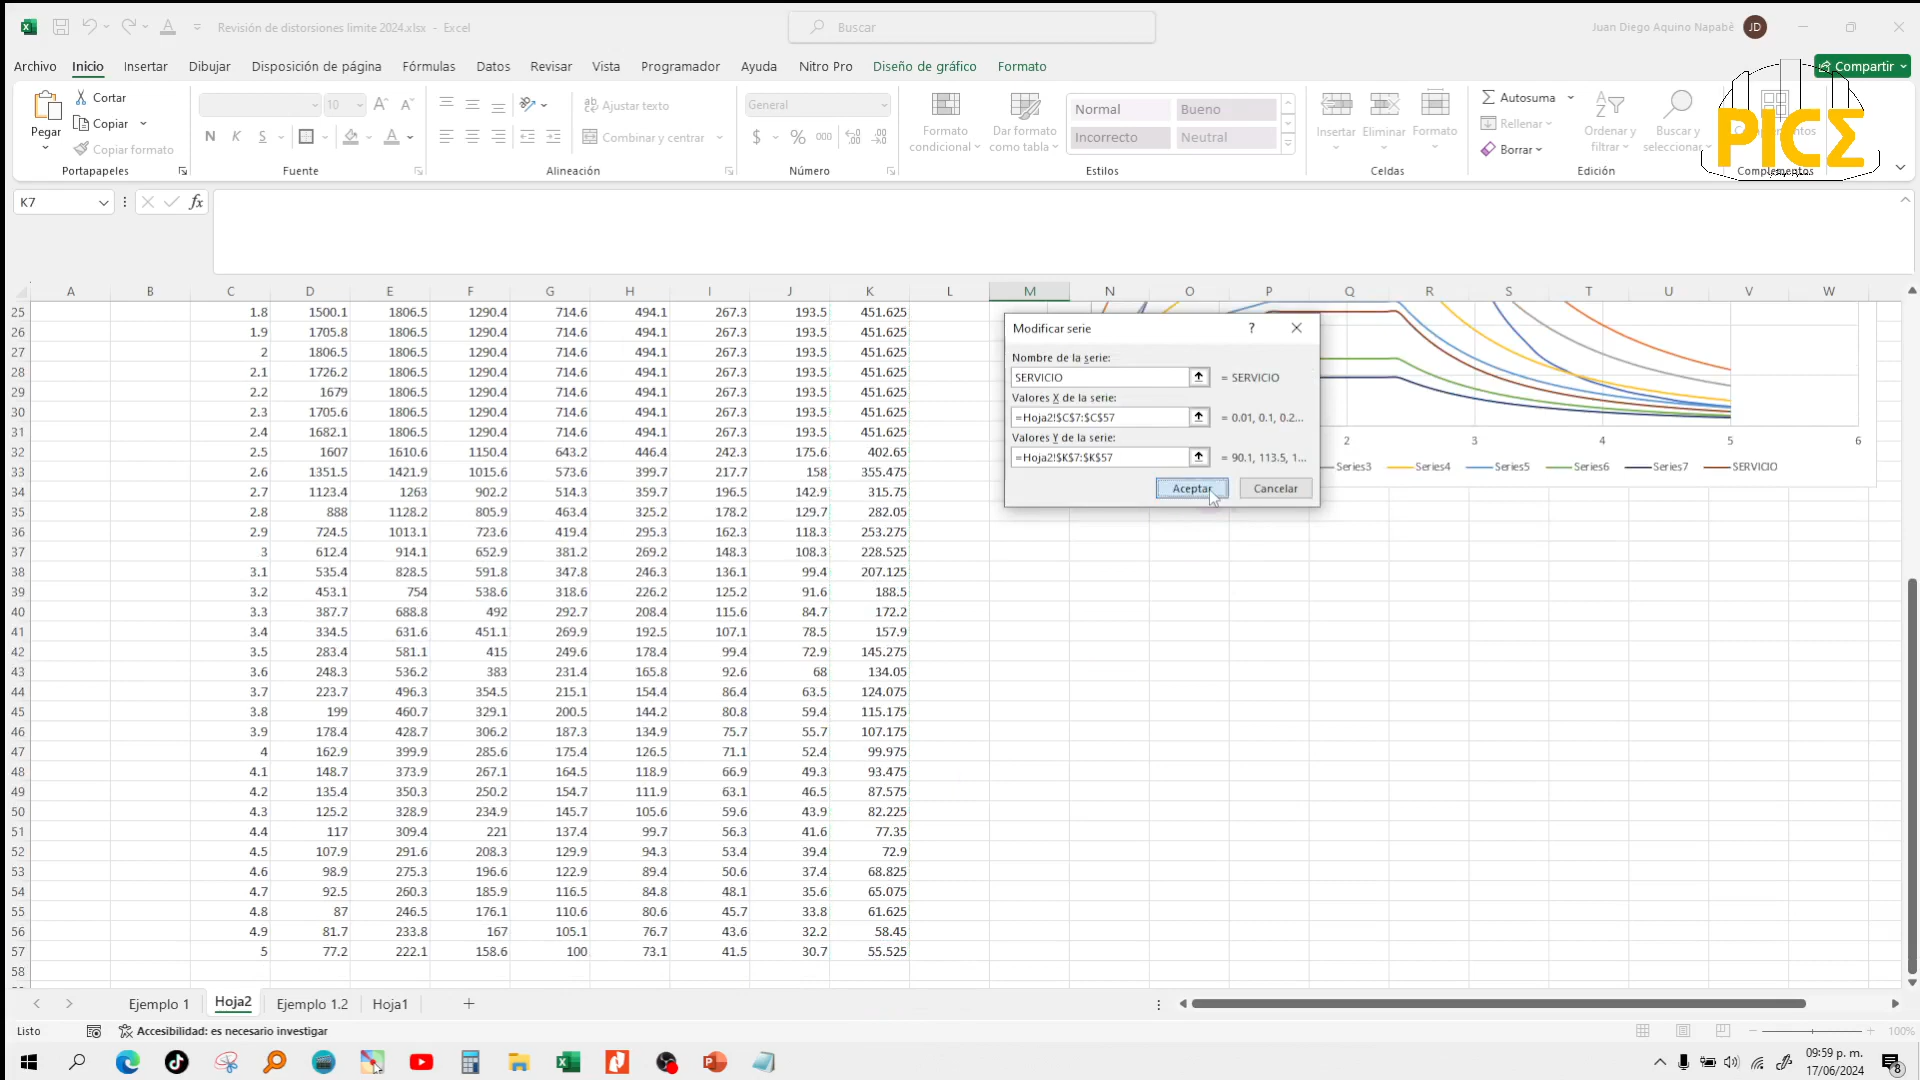 Revisión de distorsiones limite 2024.xlsx - Excel
Buscar
Juan Diego Aquino Napabè
JD
Archivo Inicio Insertar Dibujar Disposición de página Fórmulas Datos Revisar Vista Programador Ayuda Nitro Pro Diseño de gráfico Formato
Compartir
Pegar
Cortar
Copiar
Copiar formato
Portapapeles
10
N K S
Fuente
Ajustar texto
Combinar y centrar
Alineación
General
$ % 000
Número
Formato condicional
Dar formato como tabla
Normal Bueno
Incorrecto Neutral
Estilos
Insertar Eliminar Formato
Celdas
Autosuma
Rellenar
Borrar
Ordenar y filtrar
Buscar y seleccionar
Edición
PICΣ
Complementos
K7
fx
A B C D E F G H I J K L M N O P Q R S T U V W
25 1.8 1500.1 1806.5 1290.4 714.6 494.1 267.3 193.5 451.625
26 1.9 1705.8 1806.5 1290.4 714.6 494.1 267.3 193.5 451.625
27 2 1806.5 1806.5 1290.4 714.6 494.1 267.3 193.5 451.625
28 2.1 1726.2 1806.5 1290.4 714.6 494.1 267.3 193.5 451.625
29 2.2 1679 1806.5 1290.4 714.6 494.1 267.3 193.5 451.625
30 2.3 1705.6 1806.5 1290.4 714.6 494.1 267.3 193.5 451.625
31 2.4 1682.1 1806.5 1290.4 714.6 494.1 267.3 193.5 451.625
32 2.5 1607 1610.6 1150.4 643.2 446.4 242.3 175.6 402.65
33 2.6 1351.5 1421.9 1015.6 573.6 399.7 217.7 158 355.475
34 2.7 1123.4 1263 902.2 514.3 359.7 196.5 142.9 315.75
35 2.8 888 1128.2 805.9 463.4 325.2 178.2 129.7 282.05
36 2.9 724.5 1013.1 723.6 419.4 295.3 162.3 118.3 253.275
37 3 612.4 914.1 652.9 381.2 269.2 148.3 108.3 228.525
38 3.1 535.4 828.5 591.8 347.8 246.3 136.1 99.4 207.125
39 3.2 453.1 754 538.6 318.6 226.2 125.2 91.6 188.5
40 3.3 387.7 688.8 492 292.7 208.4 115.6 84.7 172.2
41 3.4 334.5 631.6 451.1 269.9 192.5 107.1 78.5 157.9
42 3.5 283.4 581.1 415 249.6 178.4 99.4 72.9 145.275
43 3.6 248.3 536.2 383 231.4 165.8 92.6 68 134.05
44 3.7 223.7 496.3 354.5 215.1 154.4 86.4 63.5 124.075
45 3.8 199 460.7 329.1 200.5 144.2 80.8 59.4 115.175
46 3.9 178.4 428.7 306.2 187.3 134.9 75.7 55.7 107.175
47 4 162.9 399.9 285.6 175.4 126.5 71.1 52.4 99.975
48 4.1 148.7 373.9 267.1 164.5 118.9 66.9 49.3 93.475
49 4.2 135.4 350.3 250.2 154.7 111.9 63.1 46.5 87.575
50 4.3 125.2 328.9 234.9 145.7 105.6 59.6 43.9 82.225
51 4.4 117 309.4 221 137.4 99.7 56.3 41.6 77.35
52 4.5 107.9 291.6 208.3 129.9 94.3 53.4 39.4 72.9
53 4.6 98.9 275.3 196.6 122.9 89.4 50.6 37.4 68.825
54 4.7 92.5 260.3 185.9 116.5 84.8 48.1 35.6 65.075
55 4.8 87 246.5 176.1 110.6 80.6 45.7 33.8 61.625
56 4.9 81.7 233.8 167 105.1 76.7 43.6 32.2 58.45
57 5 77.2 222.1 158.6 100 73.1 41.5 30.7 55.525
58
Modificar serie ?
Nombre de la serie:
SERVICIO = SERVICIO
Valores X de la serie:
=Hoja2!$C$7:$C$57 = 0.01, 0.1, 0.2...
Valores Y de la serie:
=Hoja2!$K$7:$K$57 = 90.1, 113.5, 1...
Aceptar Cancelar
2 3 4 5 6
Series3 Series4 Series5 Series6 Series7 SERVICIO
Ejemplo 1 Hoja2 Ejemplo 1.2 Hoja1
Listo Accesibilidad: es necesario investigar
100%
09:59 p. m.
17/06/2024
8